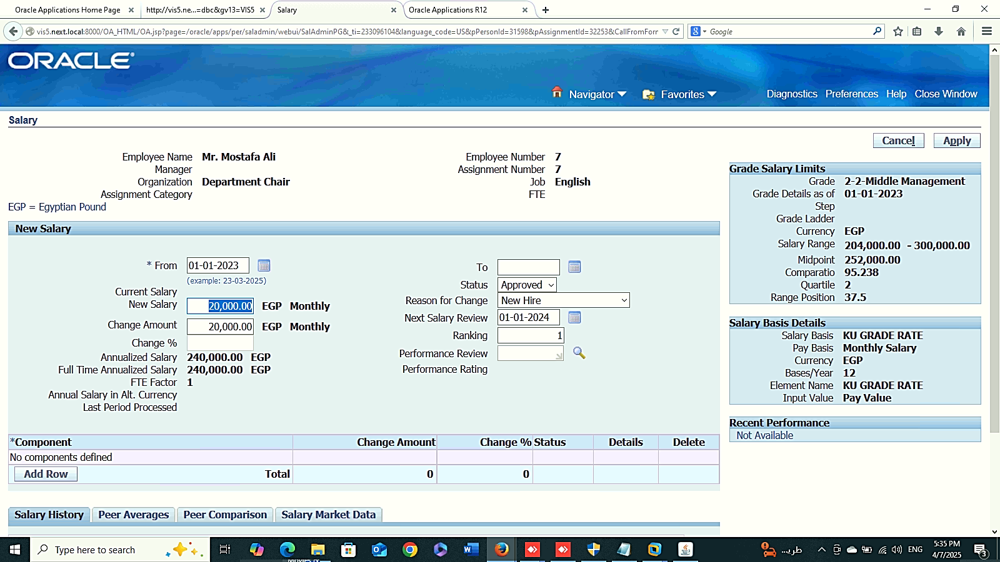 Oracle Applications Home Page
http://vis5.ne...=dbc&gv13=VIS5
Salary
Oracle Applications R12
vis5.next.local:8000/OA_HTML/OA.jsp?page=/oracle/apps/per/saladmin/webui/SalAdminPG&_ti=233096104&language_code=US&pPersonId=31598&pAssignmentId=32253&CallFromForm
8
Google
ORACLE®
Navigator
Favorites
Diagnostics Preferences Help Close Window
Salary
Cancel Apply
Employee Name Mr. Mostafa Ali
Manager
Organization Department Chair
Assignment Category
EGP = Egyptian Pound
Employee Number 7
Assignment Number 7
Job English
FTE
Grade Salary Limits
Grade 2-2-Middle Management
Grade Details as of 01-01-2023
Step
Grade Ladder
Currency EGP
Salary Range 204,000.00 - 300,000.00
Midpoint 252,000.00
Comparatio 95.238
Quartile 2
Range Position 37.5
New Salary
* From 01-01-2023
(example: 23-03-2025)
Current Salary
New Salary 20,000.00 EGP Monthly
Change Amount 20,000.00 EGP Monthly
Change %
Annualized Salary 240,000.00 EGP
Full Time Annualized Salary 240,000.00 EGP
FTE Factor 1
Annual Salary in Alt. Currency
Last Period Processed
To
Status Approved
Reason for Change New Hire
Next Salary Review 01-01-2024
Ranking 1
Performance Review
Performance Rating
Salary Basis Details
Salary Basis KU GRADE RATE
Pay Basis Monthly Salary
Currency EGP
Bases/Year 12
Element Name KU GRADE RATE
Input Value Pay Value
Recent Performance
Not Available
*Component Change Amount Change % Status Details Delete
No components defined
Add Row Total 0 0
Salary History Peer Averages Peer Comparison Salary Market Data
Type here to search
طريـ...
ENG
5:35 PM
4/7/2025
3